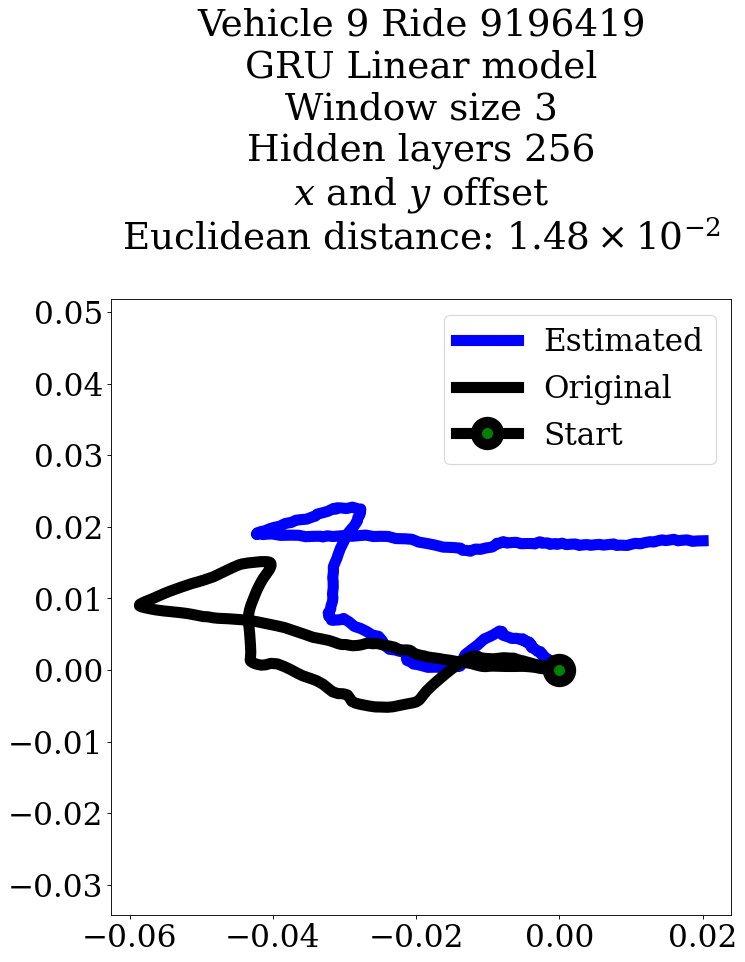 Vehicle 9 Ride 9196419
GRU Linear model
Window size 3
Hidden layers 256
x and y offset
Euclidean distance: 1.48 × 10⁻²
Estimated
Original
Start
0.05
0.04
0.03
0.02
0.01
0.00
−0.01
−0.02
−0.03
−0.06 −0.04 −0.02 0.00 0.02